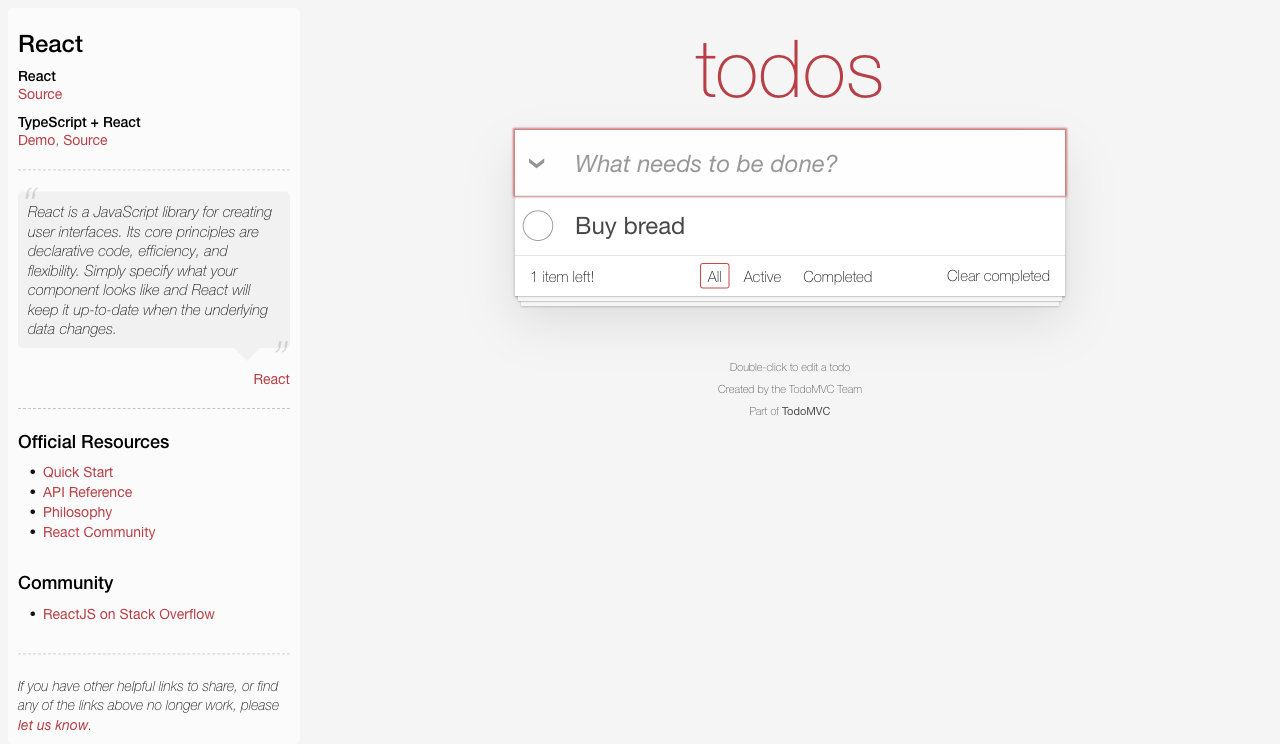 React
React
Source
TypeScript + React
Demo, Source
“
React is a JavaScript library for creating
user interfaces. Its core principles are
declarative code, efficiency, and
flexibility. Simply specify what your
component looks like and React will
keep it up-to-date when the underlying
data changes.
”
React
Official Resources
• Quick Start
• API Reference
• Philosophy
• React Community
Community
• ReactJS on Stack Overflow
If you have other helpful links to share, or find
any of the links above no longer work, please
let us know.
todos
What needs to be done?
Buy bread
1 item left! All Active Completed Clear completed
Double-click to edit a todo
Created by the TodoMVC Team
Part of TodoMVC